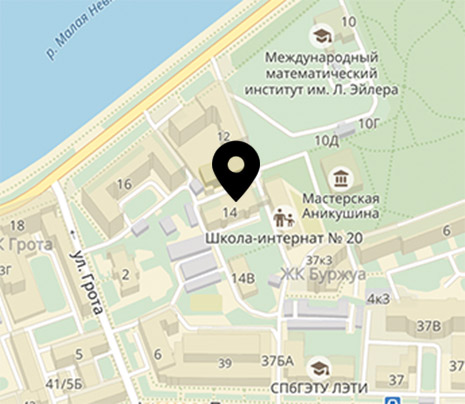 р. Малая Нев
10
Международный
математический
институт им. Л. Эйлера
12
10Г
10Д
16
Мастерская
Аникушина
14
18
К Грота
Школа-интернат № 20
← ул. Грота
3г
2
14В
37к3
ЖК Буржуа
4к3
37В
5
6
39
37БА
41/5Б
СПбГЭТУ ЛЭТИ